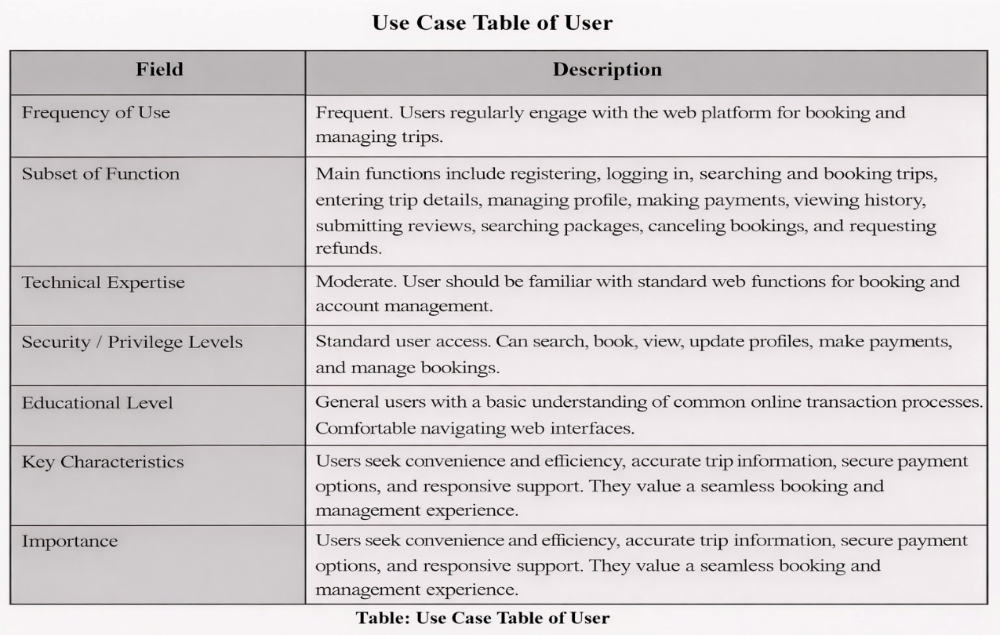 Use Case Table of User
Field Description
Frequency of Use
Frequent. Users regularly engage with the web platform for booking and
managing trips.
Subset of Function
Main functions include registering, logging in, searching and booking trips,
entering trip details, managing profile, making payments, viewing history,
submitting reviews, searching packages, canceling bookings, and requesting
refunds.
Technical Expertise
Moderate. User should be familiar with standard web functions for booking and
account management.
Security / Privilege Levels
Standard user access. Can search, book, view, update profiles, make payments,
and manage bookings.
Educational Level
General users with a basic understanding of common online transaction processes.
Comfortable navigating web interfaces.
Key Characteristics
Users seek convenience and efficiency, accurate trip information, secure payment
options, and responsive support. They value a seamless booking and
management experience.
Importance
Users seek convenience and efficiency, accurate trip information, secure payment
options, and responsive support. They value a seamless booking and
management experience.
Table: Use Case Table of User